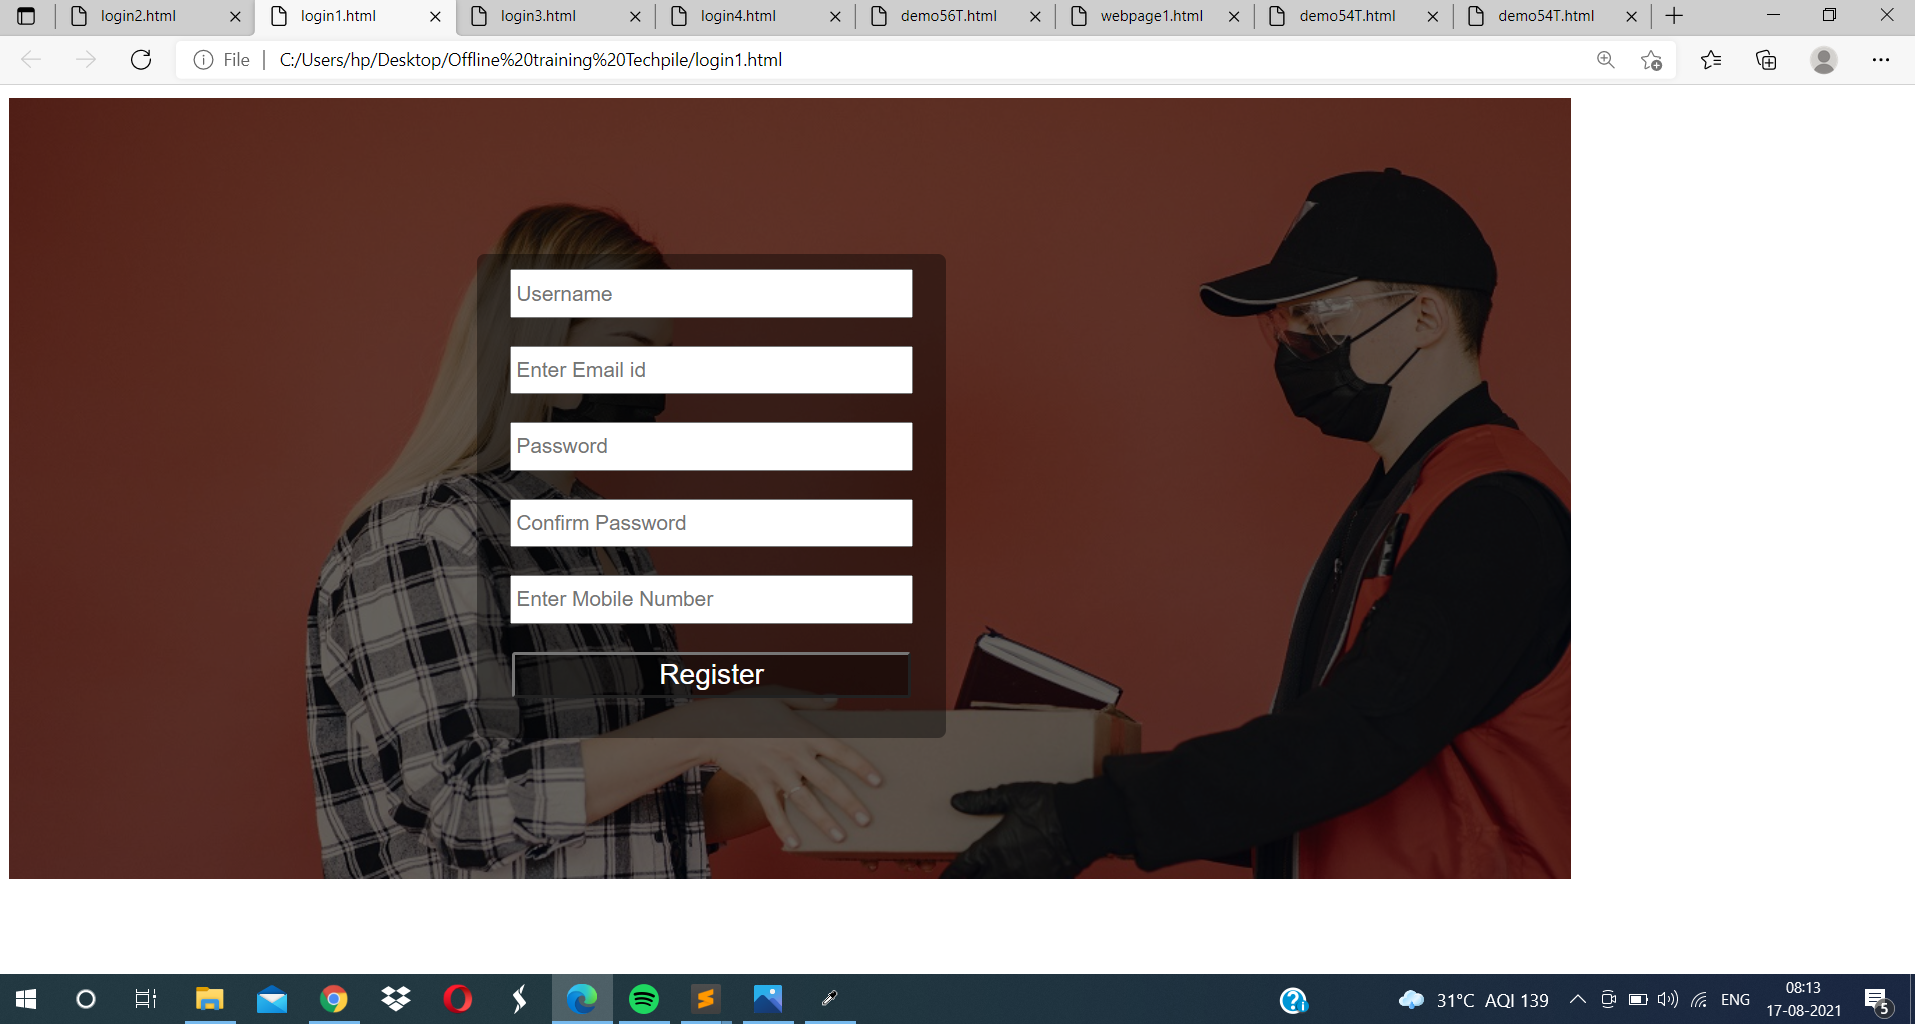 login2.html login1.html login3.html login4.html demo56T.html webpage1.html demo54T.html demo54T.html
File C:/Users/hp/Desktop/Offline%20training%20Techpile/login1.html
Username
Enter Email id
Password
Confirm Password
Enter Mobile Number
Register
31°C AQI 139 ENG 08:13
17-08-2021 5